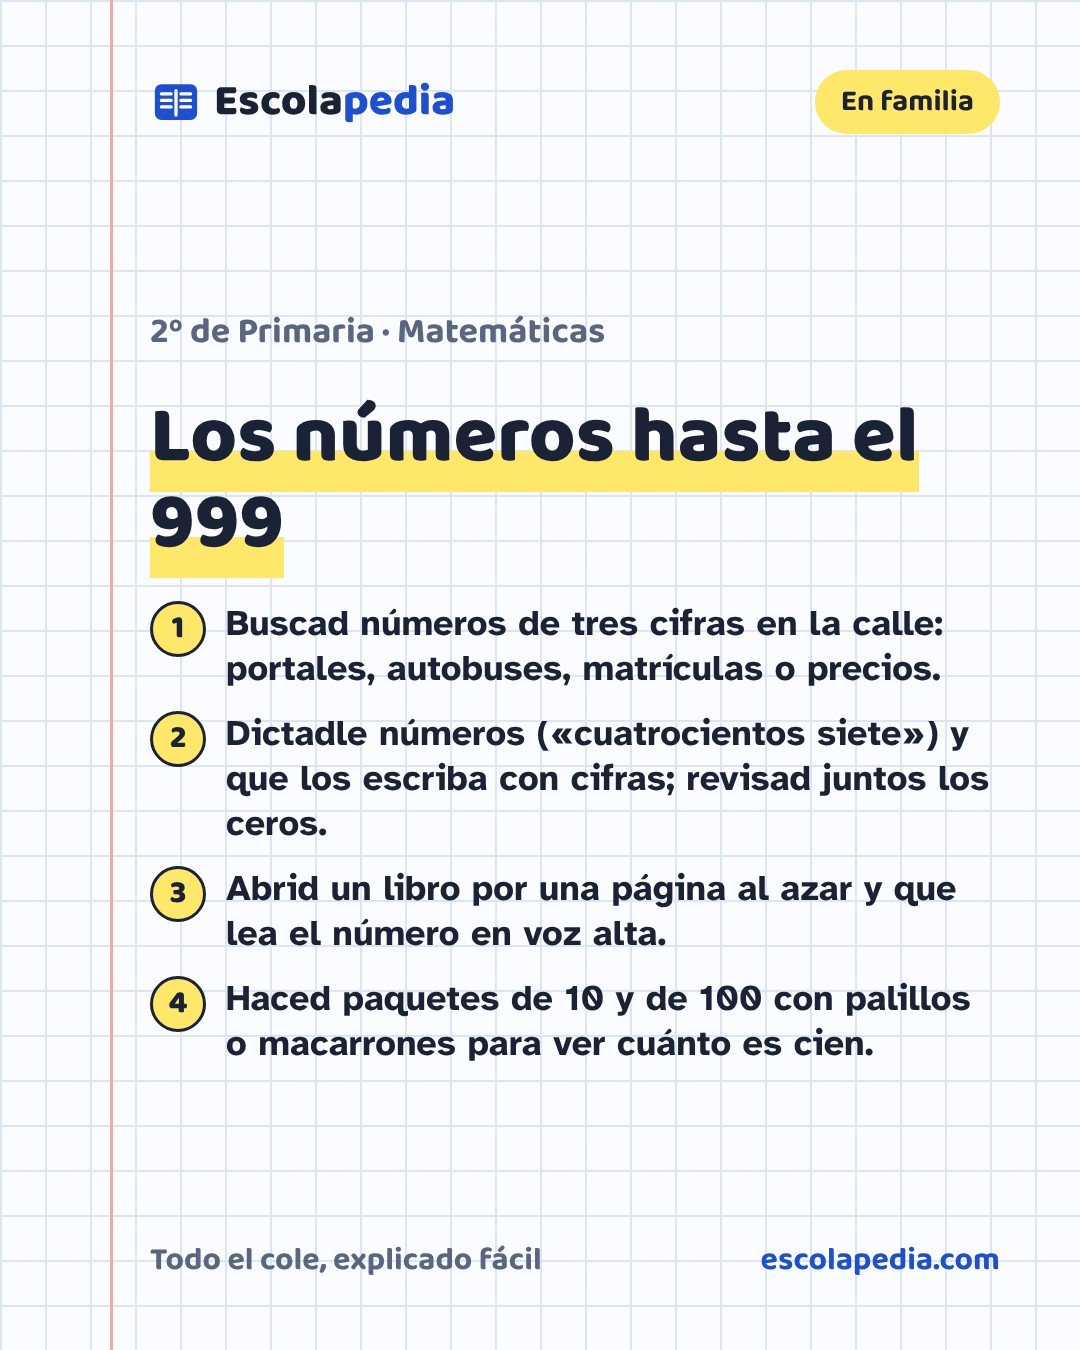 Escolapedia
En familia
2º de Primaria · Matemáticas
Los números hasta el
999
1 Buscad números de tres cifras en la calle:
portales, autobuses, matrículas o precios.
2 Dictadle números («cuatrocientos siete») y
que los escriba con cifras; revisad juntos los
ceros.
3 Abrid un libro por una página al azar y que
lea el número en voz alta.
4 Haced paquetes de 10 y de 100 con palillos
o macarrones para ver cuánto es cien.
Todo el cole, explicado fácil
escolapedia.com